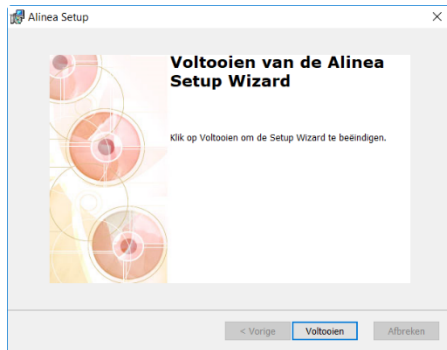 Alinea Setup
Voltooien van de Alinea
Setup Wizard
Klik op Voltooien om de Setup Wizard te beëindigen.
< Vorige
Voltooien
Afbreken